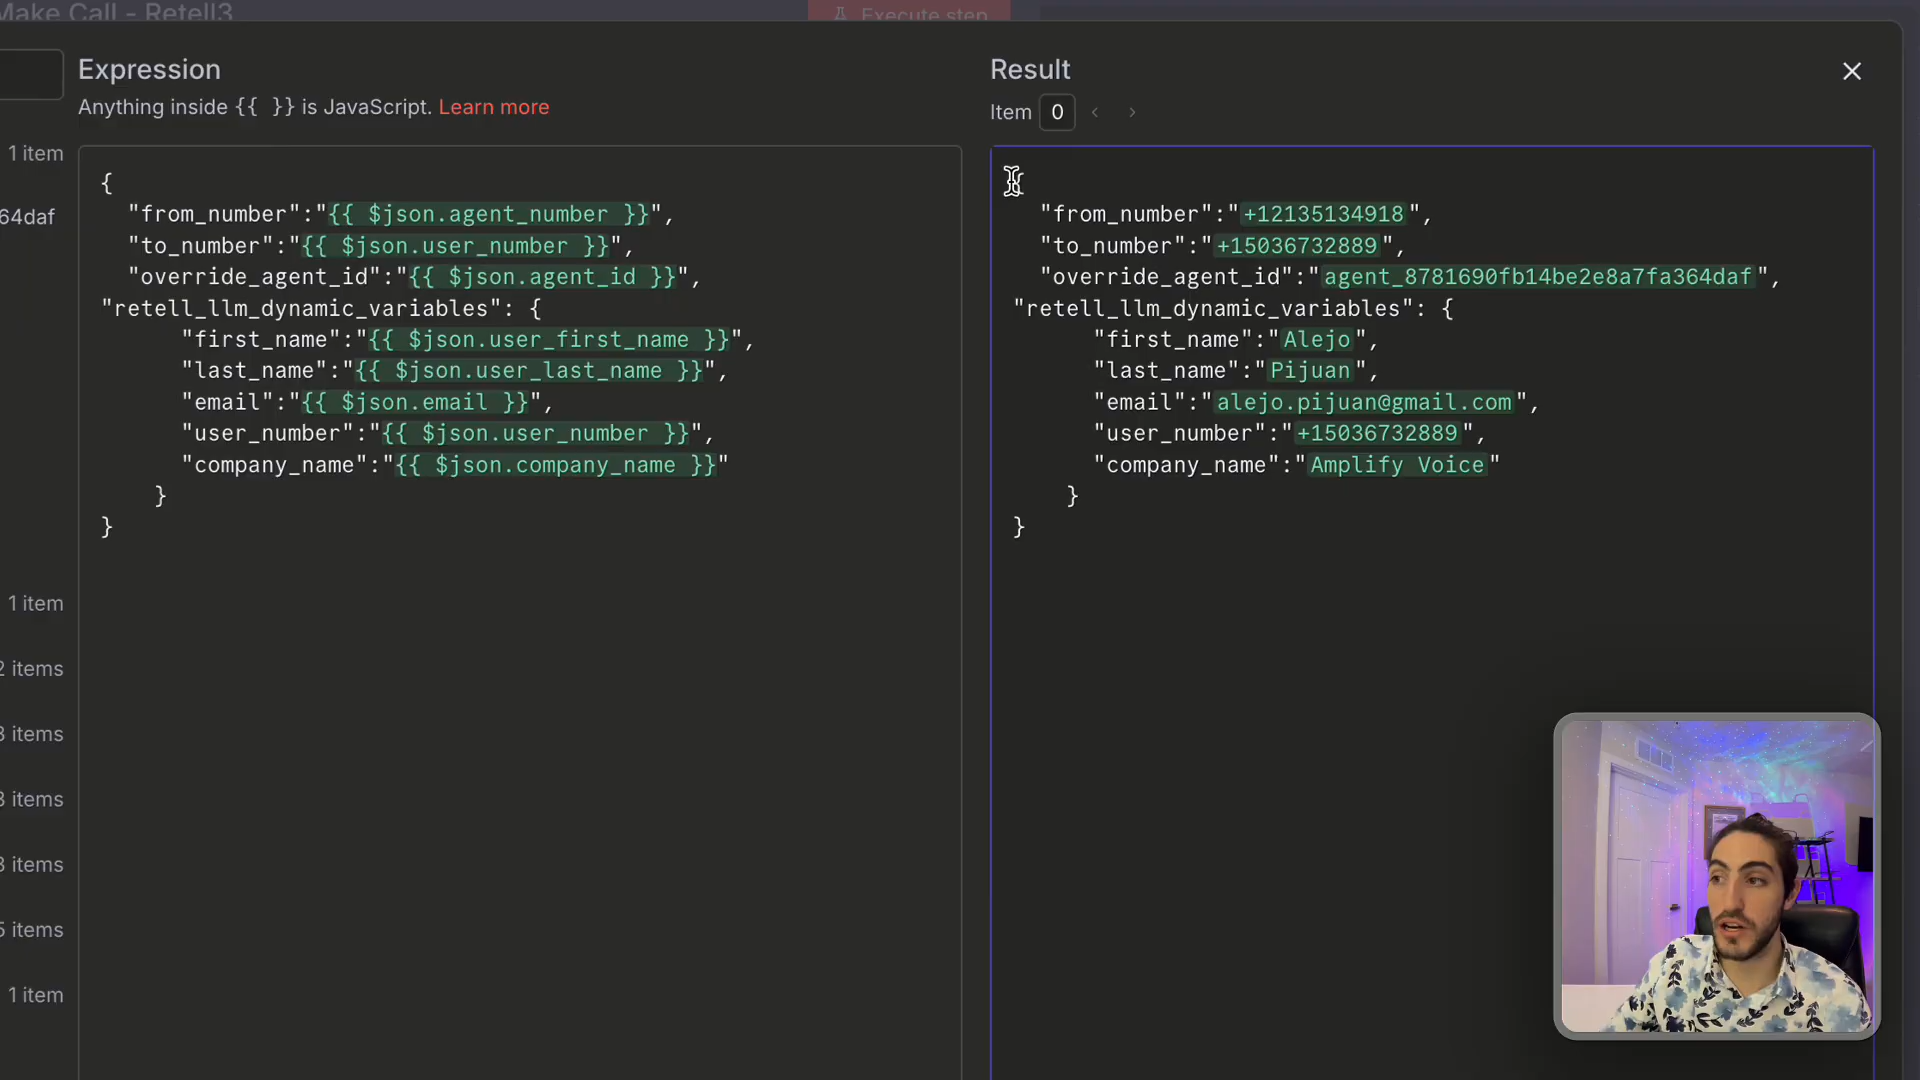 Make Call - Retell3
Execute step
Expression
Anything inside {{ }} is JavaScript. Learn more
Result
Item 0
1 item
64daf
1 item
2 items
3 items
3 items
3 items
5 items
1 item
{
"from_number":"{{ $json.agent_number }}",
"to_number":"{{ $json.user_number }}",
"override_agent_id":"{{ $json.agent_id }}",
"retell_llm_dynamic_variables": {
"first_name":"{{ $json.user_first_name }}",
"last_name":"{{ $json.user_last_name }}",
"email":"{{ $json.email }}",
"user_number":"{{ $json.user_number }}",
"company_name":"{{ $json.company_name }}"
}
}
{
"from_number":"+12135134918",
"to_number":"+15036732889",
"override_agent_id":"agent_8781690fb14be2e8a7fa364daf",
"retell_llm_dynamic_variables": {
"first_name":"Alejo",
"last_name":"Pijuan",
"email":"alejo.pijuan@gmail.com",
"user_number":"+15036732889",
"company_name":"Amplify Voice"
}
}